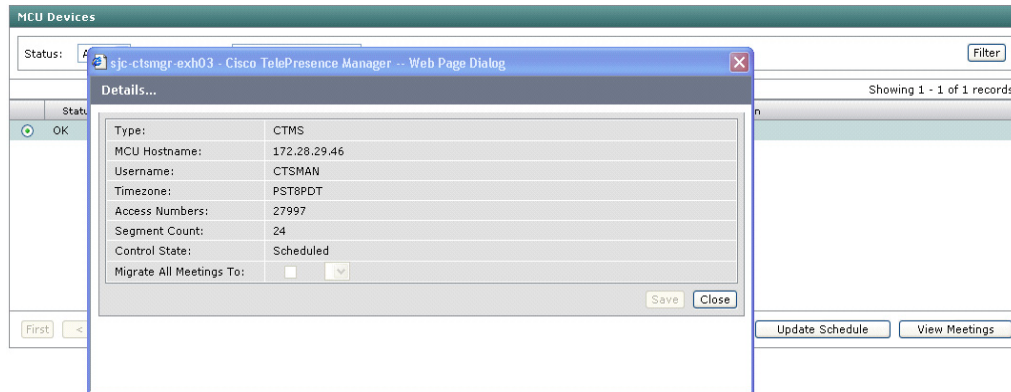 MCU Devices
Status:
Filter
sjc-ctsmgr-exh03 - Cisco TelePresence Manager -- Web Page Dialog
Details...
Showing 1 - 1 of 1 records
OK
Type: CTMS
MCU Hostname: 172.28.29.46
Username: CTSMAN
Timezone: PST8PDT
Access Numbers: 27997
Segment Count: 24
Control State: Scheduled
Migrate All Meetings To:
Save Close
First < Update Schedule View Meetings